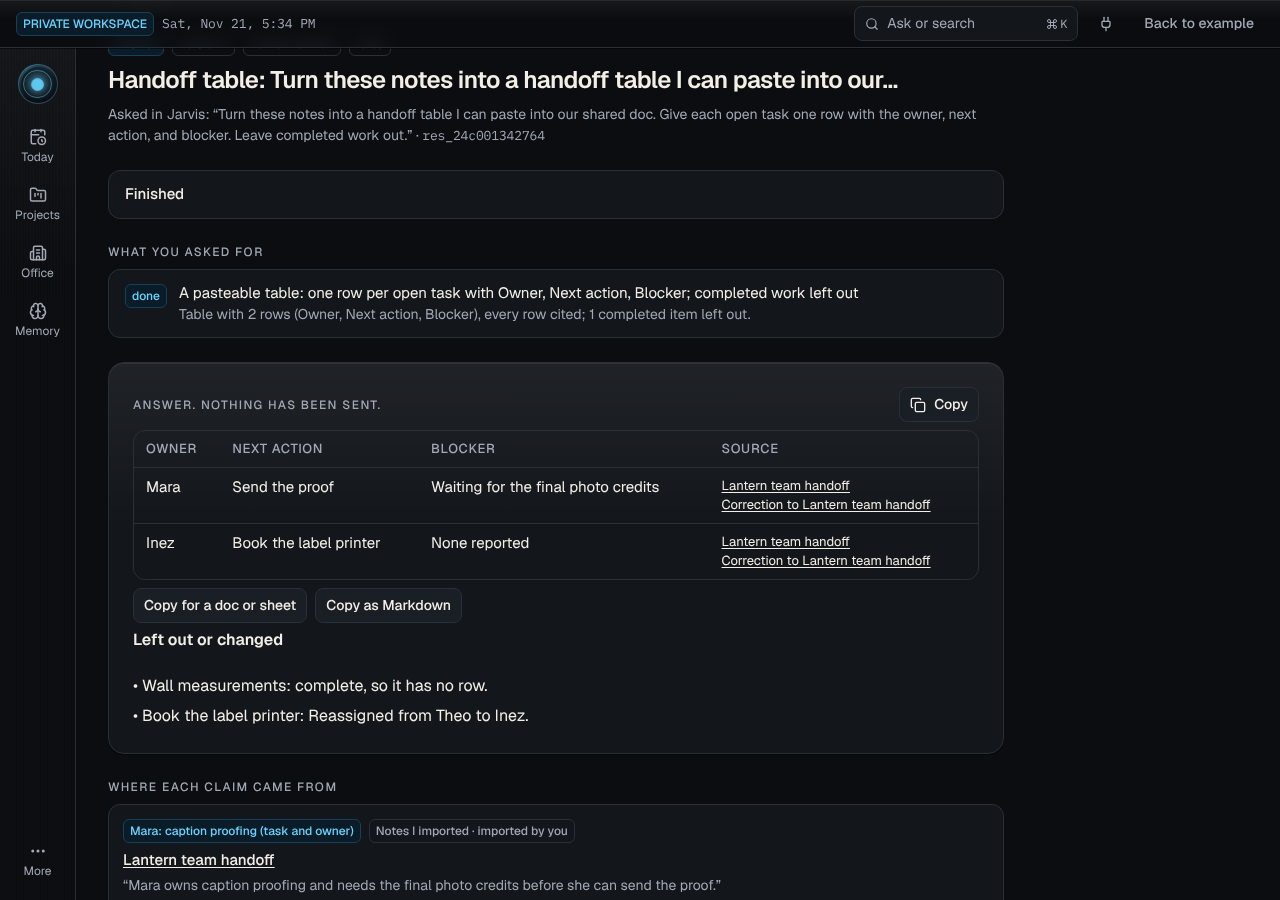 PRIVATE WORKSPACE Sat, Nov 21, 5:34 PM
Ask or search ⌘K
Back to example
Today
Projects
Office
Memory
More
Handoff table: Turn these notes into a handoff table I can paste into our...
Asked in Jarvis: “Turn these notes into a handoff table I can paste into our shared doc. Give each open task one row with the owner, next
action, and blocker. Leave completed work out.” · res_24c001342764
Finished
WHAT YOU ASKED FOR
done A pasteable table: one row per open task with Owner, Next action, Blocker; completed work left out
Table with 2 rows (Owner, Next action, Blocker), every row cited; 1 completed item left out.
ANSWER. NOTHING HAS BEEN SENT.
Copy
OWNER NEXT ACTION BLOCKER SOURCE
Mara Send the proof Waiting for the final photo credits Lantern team handoff
Correction to Lantern team handoff
Inez Book the label printer None reported Lantern team handoff
Correction to Lantern team handoff
Copy for a doc or sheet Copy as Markdown
Left out or changed
• Wall measurements: complete, so it has no row.
• Book the label printer: Reassigned from Theo to Inez.
WHERE EACH CLAIM CAME FROM
Mara: caption proofing (task and owner) Notes I imported · imported by you
Lantern team handoff
“Mara owns caption proofing and needs the final photo credits before she can send the proof.”